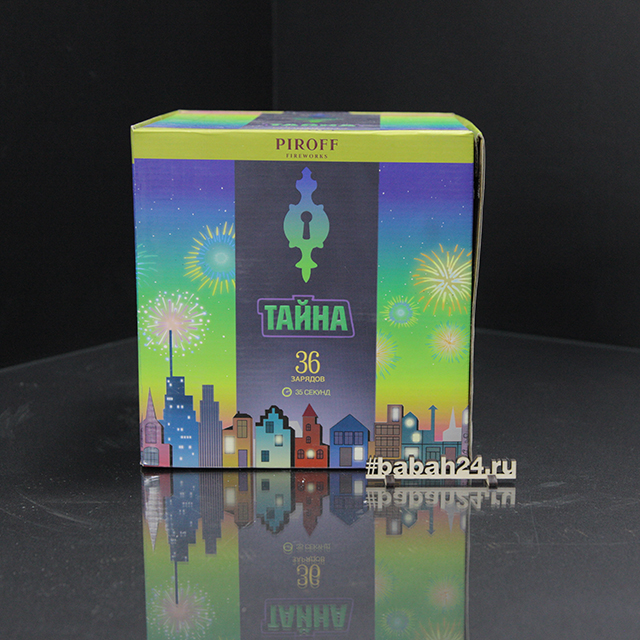 PIROFF
FIREWORKS
ТАЙНА
36
ЗАРЯДОВ
35 СЕКУНД
#babah24.ru